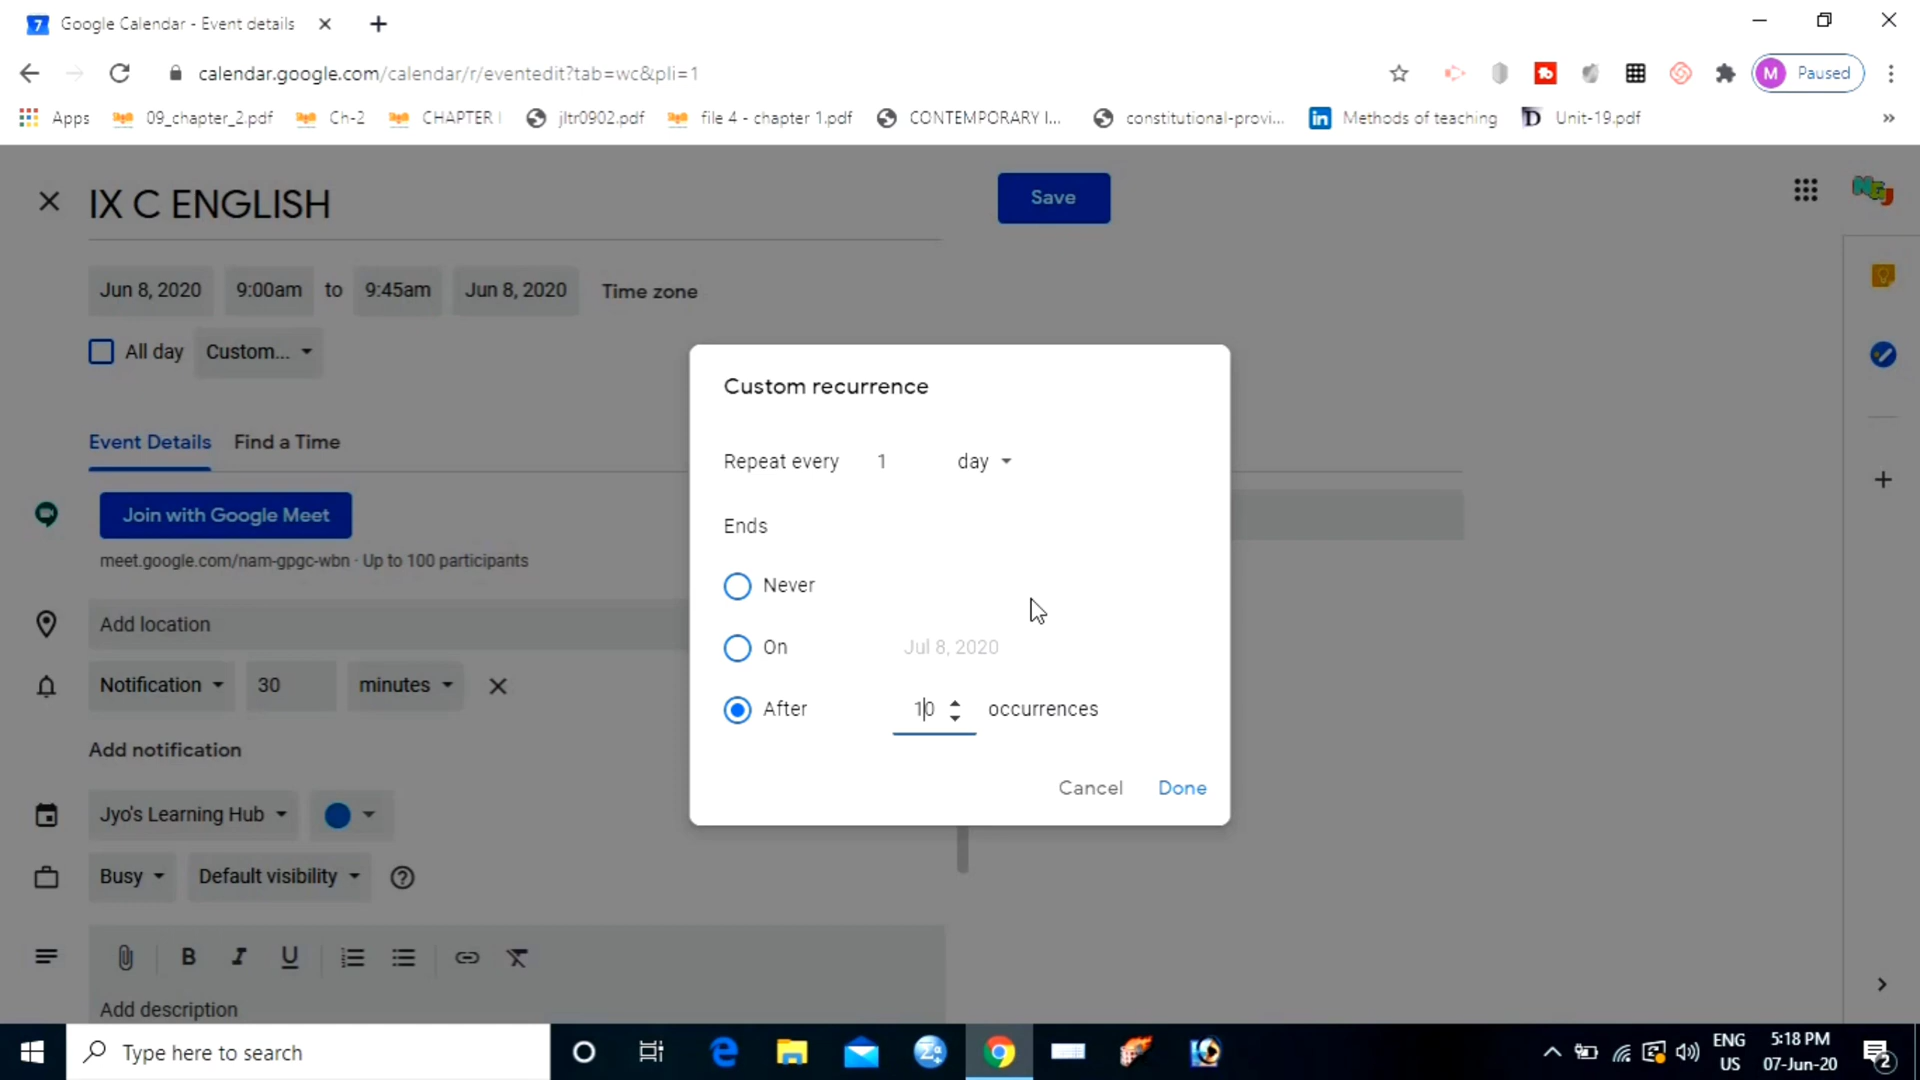 7 Google Calendar - Event details
calendar.google.com/calendar/r/eventedit?tab=wc&pli=1
M Paused
Apps 09_chapter_2.pdf Ch-2 CHAPTER I jltr0902.pdf file 4 - chapter 1.pdf CONTEMPORARY I... constitutional-provi... in Methods of teaching D Unit-19.pdf »
IX C ENGLISH
Save
NGJ
Jun 8, 2020 9:00am to 9:45am Jun 8, 2020 Time zone
All day Custom...
Custom recurrence
Event Details Find a Time
Repeat every 1 day
Join with Google Meet
Ends
meet.google.com/nam-gpgc-wbn · Up to 100 participants
Never
Add location
On Jul 8, 2020
Notification 30 minutes
After 10 occurrences
Add notification
Cancel Done
Jyo's Learning Hub
Busy Default visibility ?
B I U
Add description
Type here to search
ENG
US
5:18 PM
07-Jun-20
2